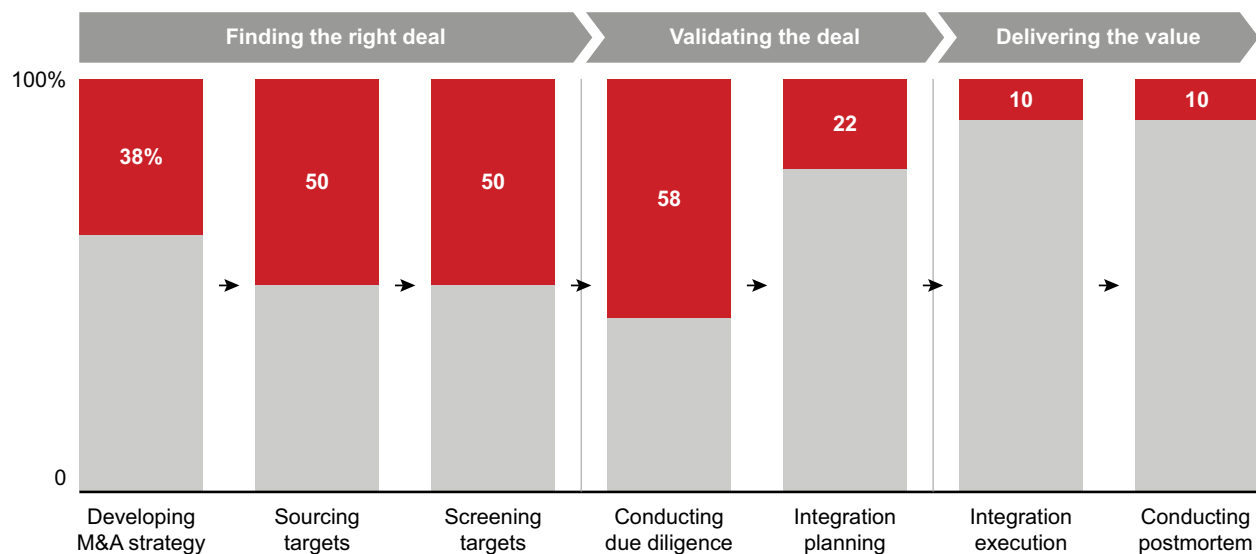 Finding the right deal
Validating the deal
Delivering the value
100%
38%
50
50
58
22
10
10
0
Developing
M&A strategy
Sourcing
targets
Screening
targets
Conducting
due diligence
Integration
planning
Integration
execution
Conducting
postmortem